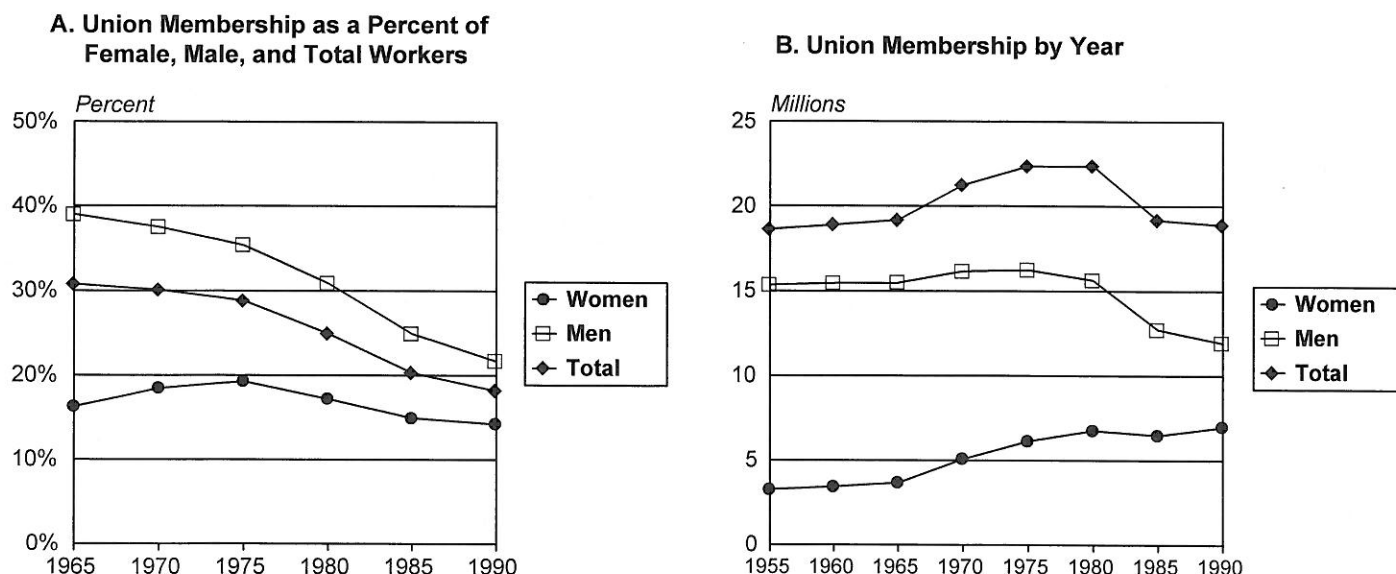 A. Union Membership as a Percent of
Female, Male, and Total Workers
Percent
50%
40%
30%
20%
10%
0%
1965 1970 1975 1980 1985 1990
Women
Men
Total
B. Union Membership by Year
Millions
25
20
15
10
5
0
1955 1960 1965 1970 1975 1980 1985 1990
Women
Men
Total